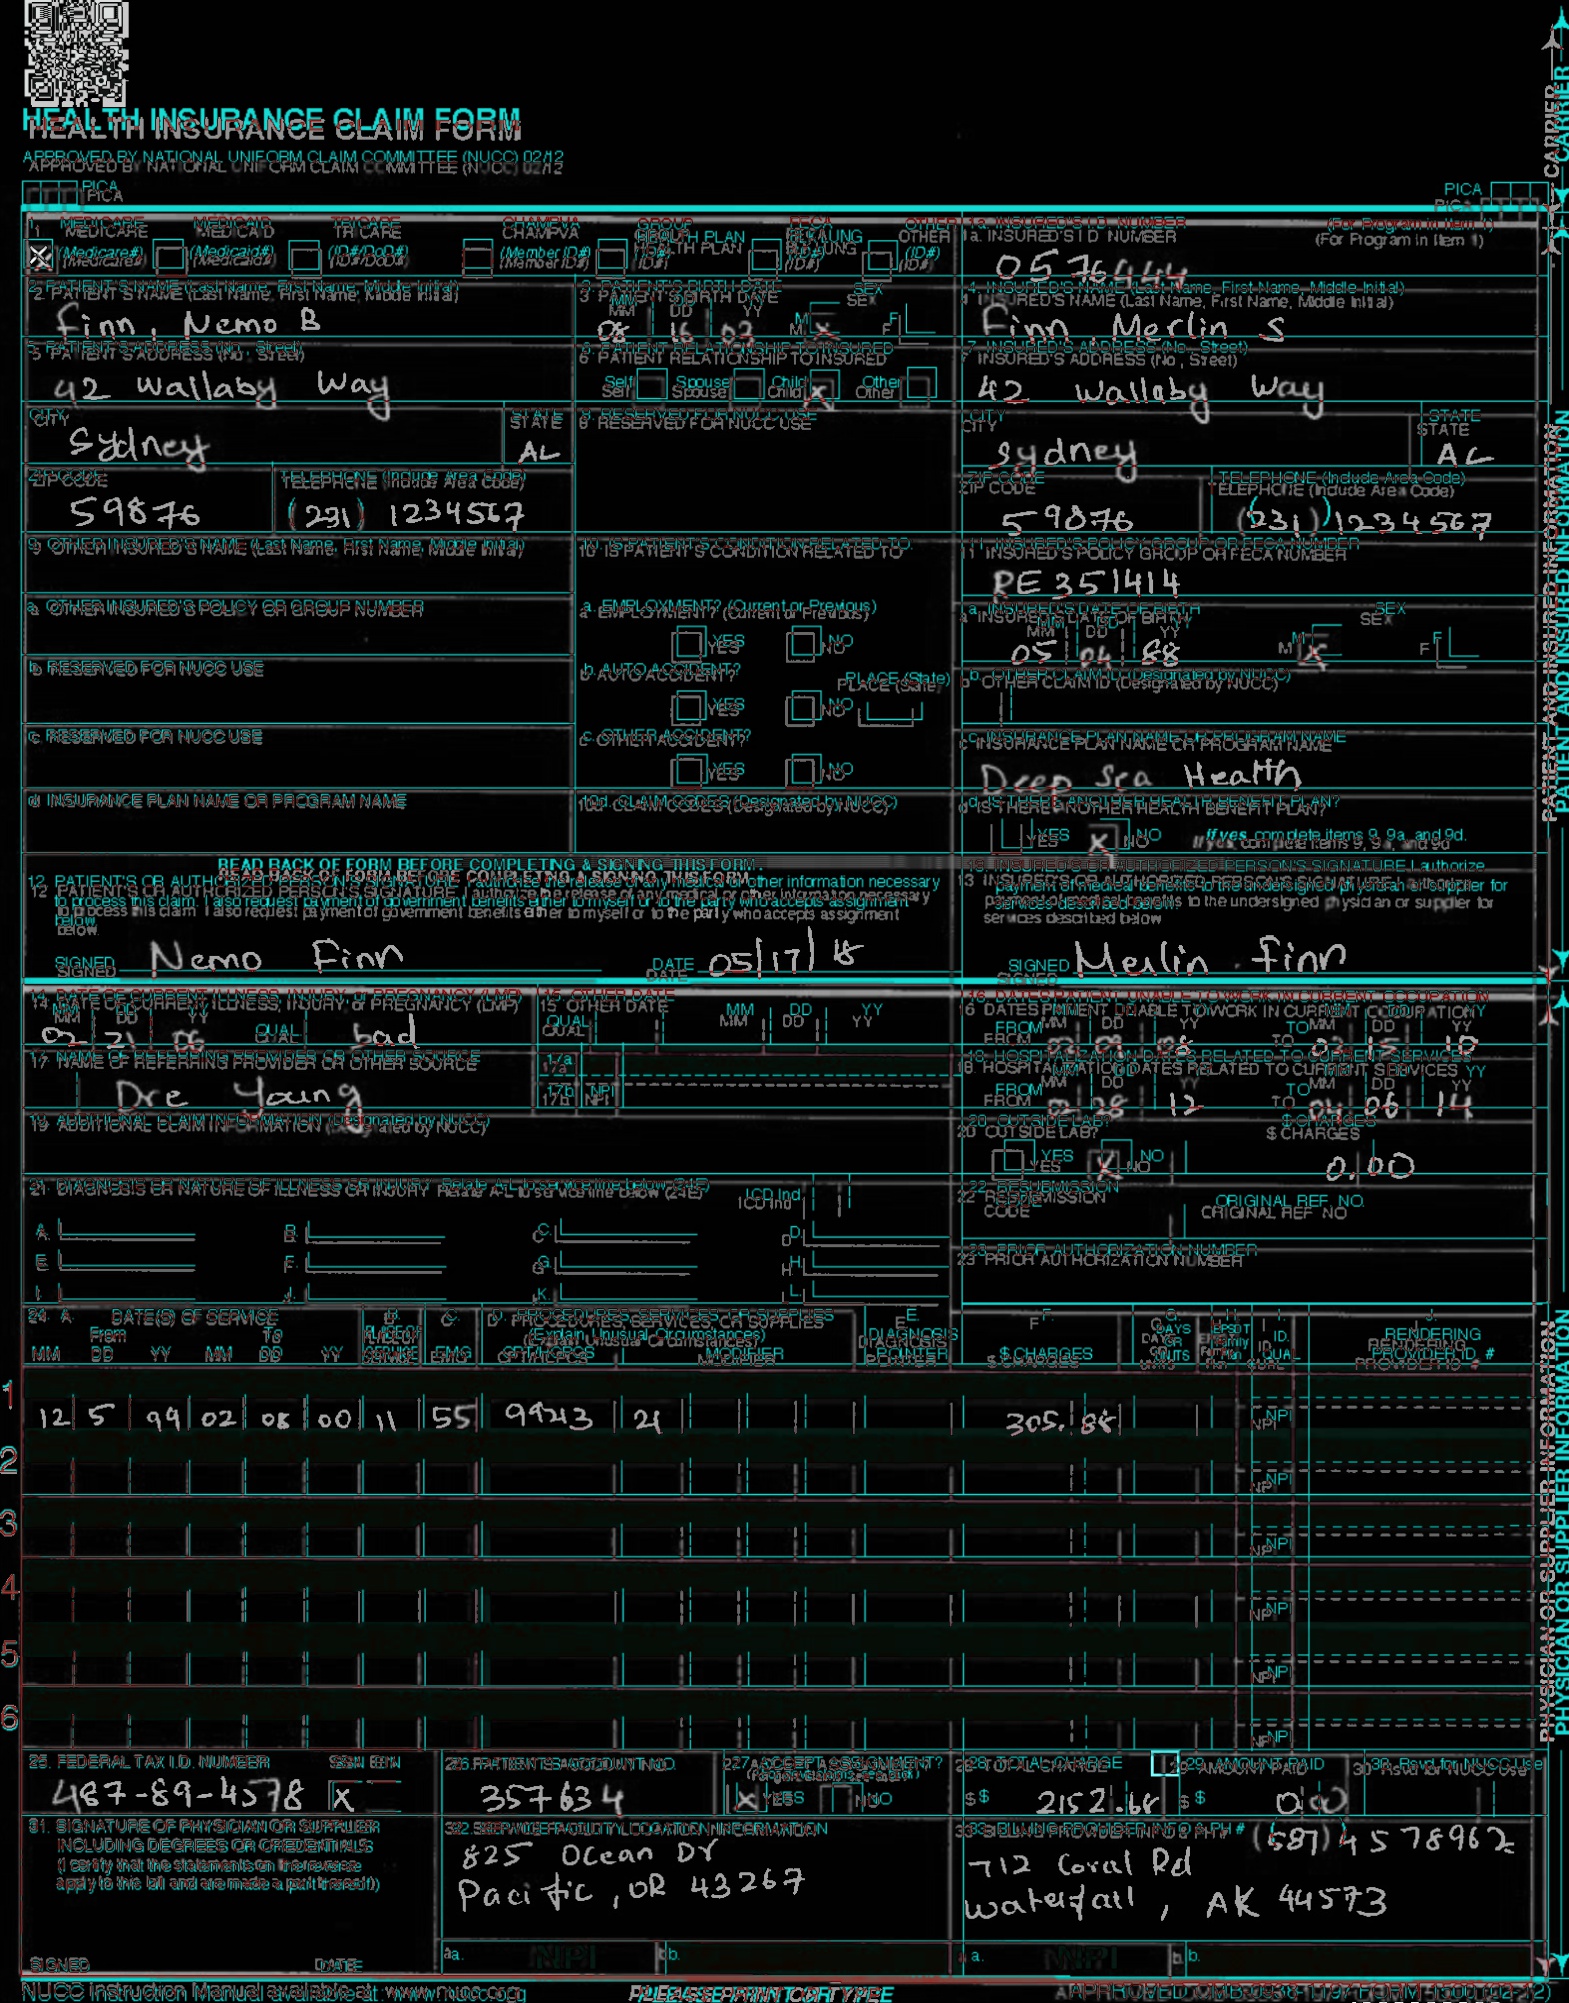 HEALTH INSURANCE CLAIM FORM
APPROVED BY NATIONAL UNIFORM CLAIM COMMITTEE (NUCC) 02/12
PICA
PICA
CARRIER
1. MEDICARE MEDICAID TRICARE CHAMPVA GROUP HEALTH PLAN FECA BLK LUNG OTHER
X (Medicare#) (Medicaid#) (ID#/DoD#) (Member ID#) (ID#) (ID#) (ID#)
1a. INSURED'S I.D. NUMBER (For Program in Item 1)
0576444
2. PATIENT'S NAME (Last Name, First Name, Middle Initial)
Finn, Nemo B
3. PATIENT'S BIRTH DATE SEX
MM DD YY
08 16 02 M X F
4. INSURED'S NAME (Last Name, First Name, Middle Initial)
Finn, Merlin S
5. PATIENT'S ADDRESS (No., Street)
42 Wallaby Way
6. PATIENT RELATIONSHIP TO INSURED
Self Spouse Child X Other
7. INSURED'S ADDRESS (No., Street)
42 Wallaby Way
CITY STATE
Sydney AL
8. RESERVED FOR NUCC USE
CITY STATE
Sydney AL
ZIP CODE TELEPHONE (Include Area Code)
59876 (231) 1234567
ZIP CODE TELEPHONE (Include Area Code)
59876 (231) 1234567
9. OTHER INSURED'S NAME (Last Name, First Name, Middle Initial)
10. IS PATIENT'S CONDITION RELATED TO:
11. INSURED'S POLICY GROUP OR FECA NUMBER
RE 351414
a. OTHER INSURED'S POLICY OR GROUP NUMBER
a. EMPLOYMENT? (Current or Previous)
YES NO
a. INSURED'S DATE OF BIRTH SEX
MM DD YY
05 04 88 M X F
b. RESERVED FOR NUCC USE
b. AUTO ACCIDENT? PLACE (State)
YES NO
b. OTHER CLAIM ID (Designated by NUCC)
c. RESERVED FOR NUCC USE
c. OTHER ACCIDENT?
YES NO
c. INSURANCE PLAN NAME OR PROGRAM NAME
Deep Sea Health
d. INSURANCE PLAN NAME OR PROGRAM NAME
10d. CLAIM CODES (Designated by NUCC)
d. IS THERE ANOTHER HEALTH BENEFIT PLAN?
YES X NO If yes, complete items 9, 9a, and 9d.
PATIENT AND INSURED INFORMATION
READ BACK OF FORM BEFORE COMPLETING & SIGNING THIS FORM.
12. PATIENT'S OR AUTHORIZED PERSON'S SIGNATURE I authorize the release of any medical or other information necessary
to process this claim. I also request payment of government benefits either to myself or to the party who accepts assignment
below.
SIGNED Nemo Finn DATE 05/17/18
13. INSURED'S OR AUTHORIZED PERSON'S SIGNATURE I authorize
payment of medical benefits to the undersigned physician or supplier for
services described below.
SIGNED Merlin Finn
14. DATE OF CURRENT ILLNESS, INJURY, or PREGNANCY (LMP)
MM DD YY
02 21 06 QUAL. bad
15. OTHER DATE
QUAL. MM DD YY
16. DATES PATIENT UNABLE TO WORK IN CURRENT OCCUPATION
MM DD YY MM DD YY
FROM TO
17. NAME OF REFERRING PROVIDER OR OTHER SOURCE
Dre Young
17a.
17b. NPI
18. HOSPITALIZATION DATES RELATED TO CURRENT SERVICES
MM DD YY MM DD YY
FROM 28 12 TO 04 06 14
19. ADDITIONAL CLAIM INFORMATION (Designated by NUCC)
20. OUTSIDE LAB? $ CHARGES
YES X NO 0.00
21. DIAGNOSIS OR NATURE OF ILLNESS OR INJURY Relate A-L to service line below (24E) ICD Ind.
A. B. C. D.
E. F. G. H.
I. J. K. L.
22. RESUBMISSION CODE ORIGINAL REF. NO.
23. PRIOR AUTHORIZATION NUMBER
24. A. DATE(S) OF SERVICE B. C. D. PROCEDURES, SERVICES, OR SUPPLIES E. F. G. H. I. J.
From To PLACE OF SERVICE EMG (Explain Unusual Circumstances) DIAGNOSIS POINTER $ CHARGES DAYS OR UNITS EPSDT Family Plan ID. QUAL. RENDERING PROVIDER ID. #
MM DD YY MM DD YY CPT/HCPCS MODIFIER
1 12 5 99 02 08 00 11 55 99213 21 305. 88 NPI
2 NPI
3 NPI
4 NPI
5 NPI
6 NPI
PHYSICIAN OR SUPPLIER INFORMATION
25. FEDERAL TAX I.D. NUMBER SSN EIN
487-89-4578 X
26. PATIENT'S ACCOUNT NO.
357634
27. ACCEPT ASSIGNMENT?
X YES NO
28. TOTAL CHARGE
$ 2152.68
29. AMOUNT PAID
$ 0.00
30. Rsvd for NUCC Use
31. SIGNATURE OF PHYSICIAN OR SUPPLIER
INCLUDING DEGREES OR CREDENTIALS
(I certify that the statements on the reverse
apply to this bill and are made a part thereof.)
SIGNED DATE
32. SERVICE FACILITY LOCATION INFORMATION
825 Ocean Dr
Pacific, OR 43267
a. NPI b.
33. BILLING PROVIDER INFO & PH # (587) 4578962
712 Coral Rd
Waterfall, AK 44573
a. NPI b.
NUCC Instruction Manual available at: www.nucc.org
PLEASE PRINT OR TYPE